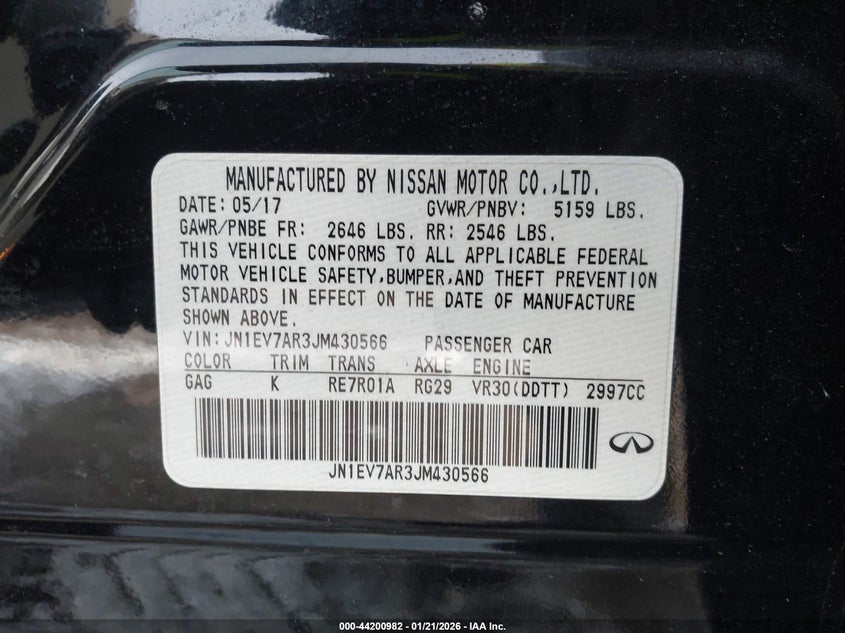 MANUFACTURED BY NISSAN MOTOR CO.,LTD.
DATE: 05/17 GVWR/PNBV: 5159 LBS.
GAWR/PNBE FR: 2646 LBS. RR: 2546 LBS.
THIS VEHICLE CONFORMS TO ALL APPLICABLE FEDERAL
MOTOR VEHICLE SAFETY,BUMPER,AND THEFT PREVENTION
STANDARDS IN EFFECT ON THE DATE OF MANUFACTURE
SHOWN ABOVE.
VIN:JN1EV7AR3JM430566 PASSENGER CAR
COLOR TRIM TRANS AXLE ENGINE
GAG K RE7R01A RG29 VR30(DDTT) 2997CC
JN1EV7AR3JM430566
000-44200982 - 01/21/2026 - IAA Inc.